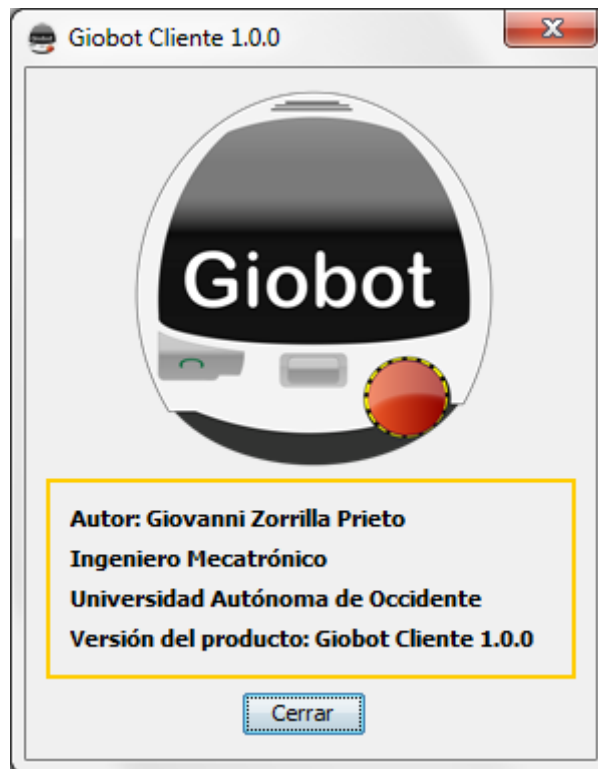 Giobot Cliente 1.0.0
Giobot
Autor: Giovanni Zorrilla Prieto
Ingeniero Mecatrónico
Universidad Autónoma de Occidente
Versión del producto: Giobot Cliente 1.0.0
Cerrar